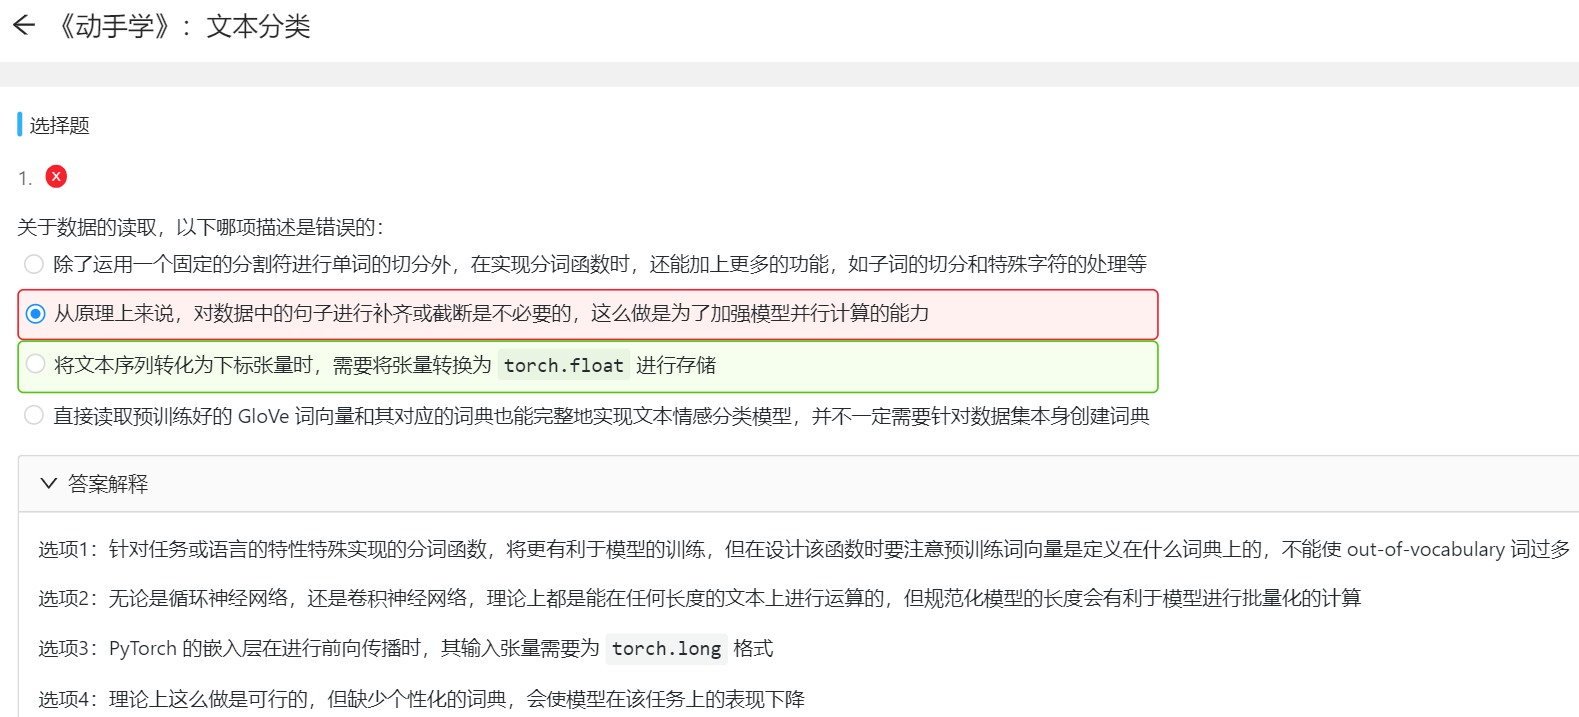 《动手学》：文本分类
选择题
1. x
关于数据的读取，以下哪项描述是错误的：
除了运用一个固定的分割符进行单词的切分外，在实现分词函数时，还能加上更多的功能，如子词的切分和特殊字符的处理等
从原理上来说，对数据中的句子进行补齐或截断是不必要的，这么做是为了加强模型并行计算的能力
将文本序列转化为下标张量时，需要将张量转换为 torch.float 进行存储
直接读取预训练好的 GloVe 词向量和其对应的词典也能完整地实现文本情感分类模型，并不一定需要针对数据集本身创建词典
答案解释
选项1：针对任务或语言的特性特殊实现的分词函数，将更有利于模型的训练，但在设计该函数时要注意预训练词向量是定义在什么词典上的，不能使 out-of-vocabulary 词过多
选项2：无论是循环神经网络，还是卷积神经网络，理论上都是能在任何长度的文本上进行运算的，但规范化模型的长度会有利于模型进行批量化的计算
选项3：PyTorch 的嵌入层在进行前向传播时，其输入张量需要为 torch.long 格式
选项4：理论上这么做是可行的，但缺少个性化的词典，会使模型在该任务上的表现下降